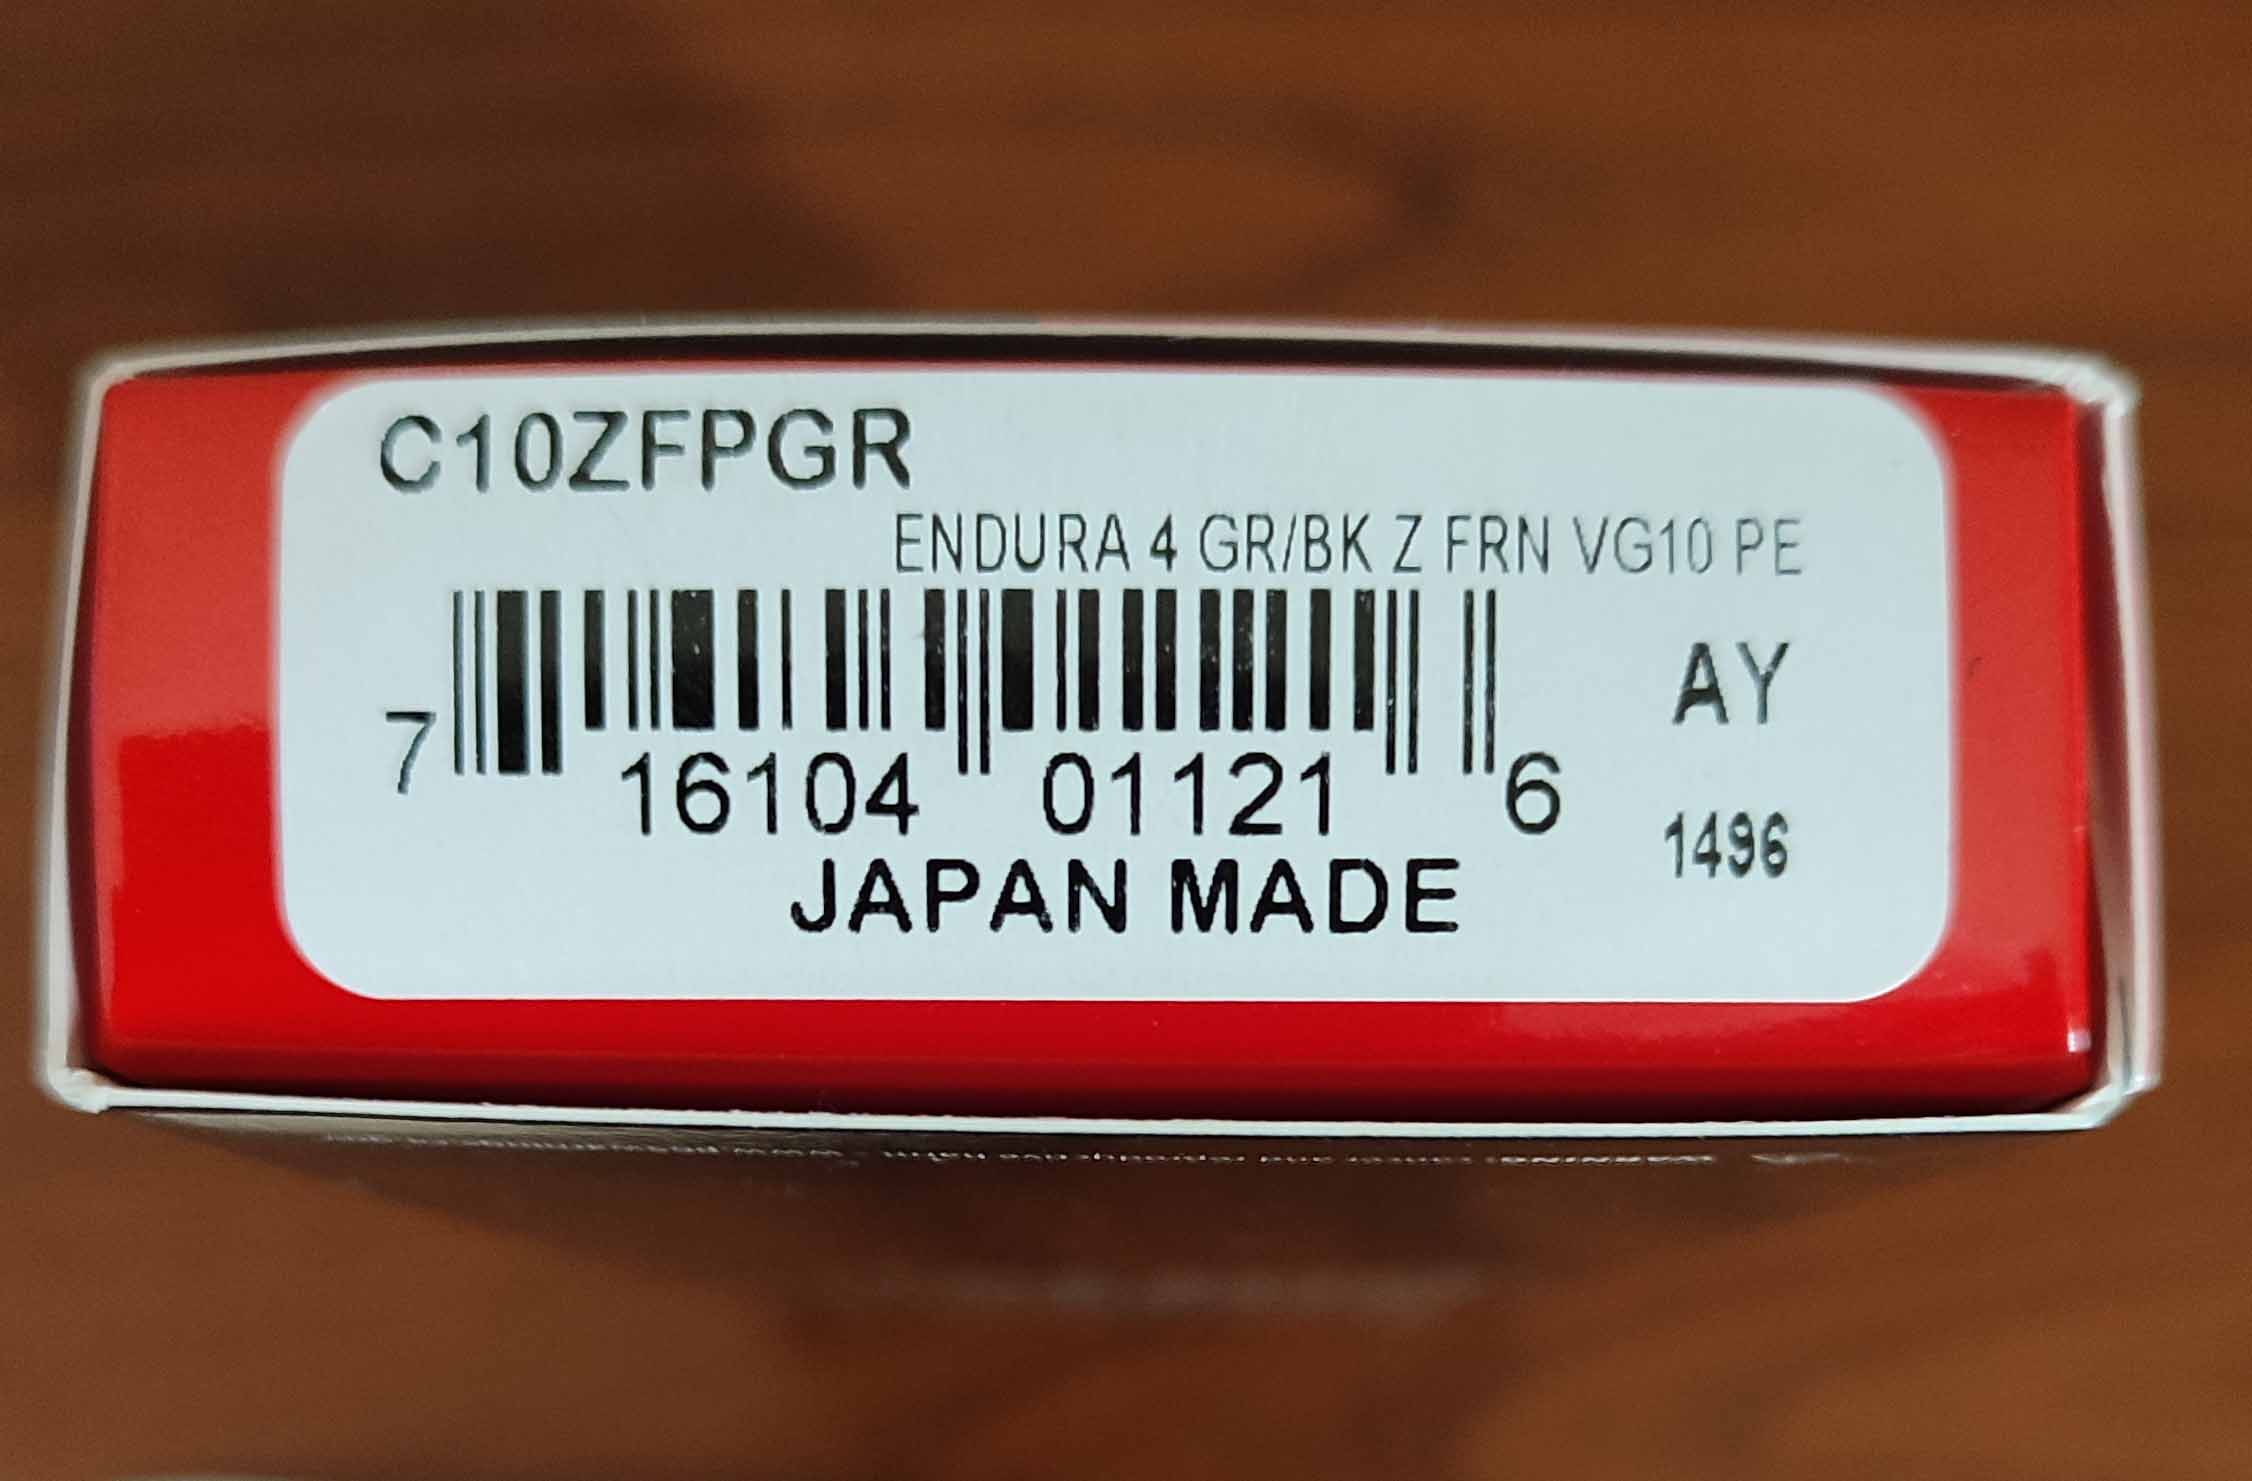 C10ZFPGR
ENDURA 4 GR/BK Z FRN VG10 PE
AY
7 16104 01121 6
1496
JAPAN MADE